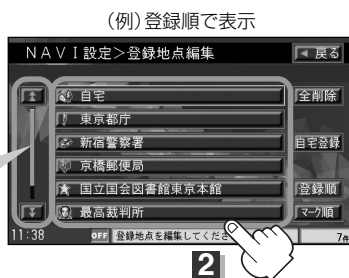 (例)登録順で表示
NAVI設定>登録地点編集
戻る
自宅
全削除
東京都庁
新宿警察署
自宅登録
京橋郵便局
国立国会図書館東京本館
登録順
最高裁判所
マーク順
11:38
OFF 登録地点を編集してくださ
7件
2